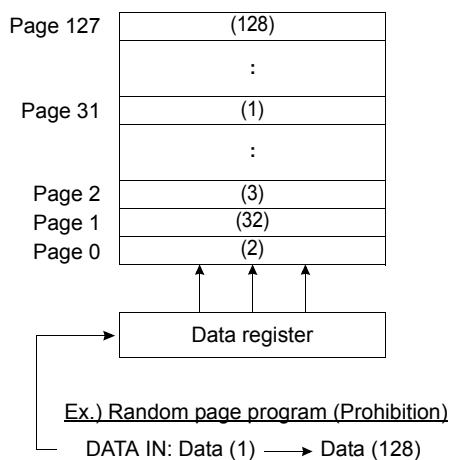 Page 127 (128)
:
Page 31 (1)
:
Page 2 (3)
Page 1 (32)
Page 0 (2)
Data register
Ex.) Random page program (Prohibition)
DATA IN: Data (1) → Data (128)